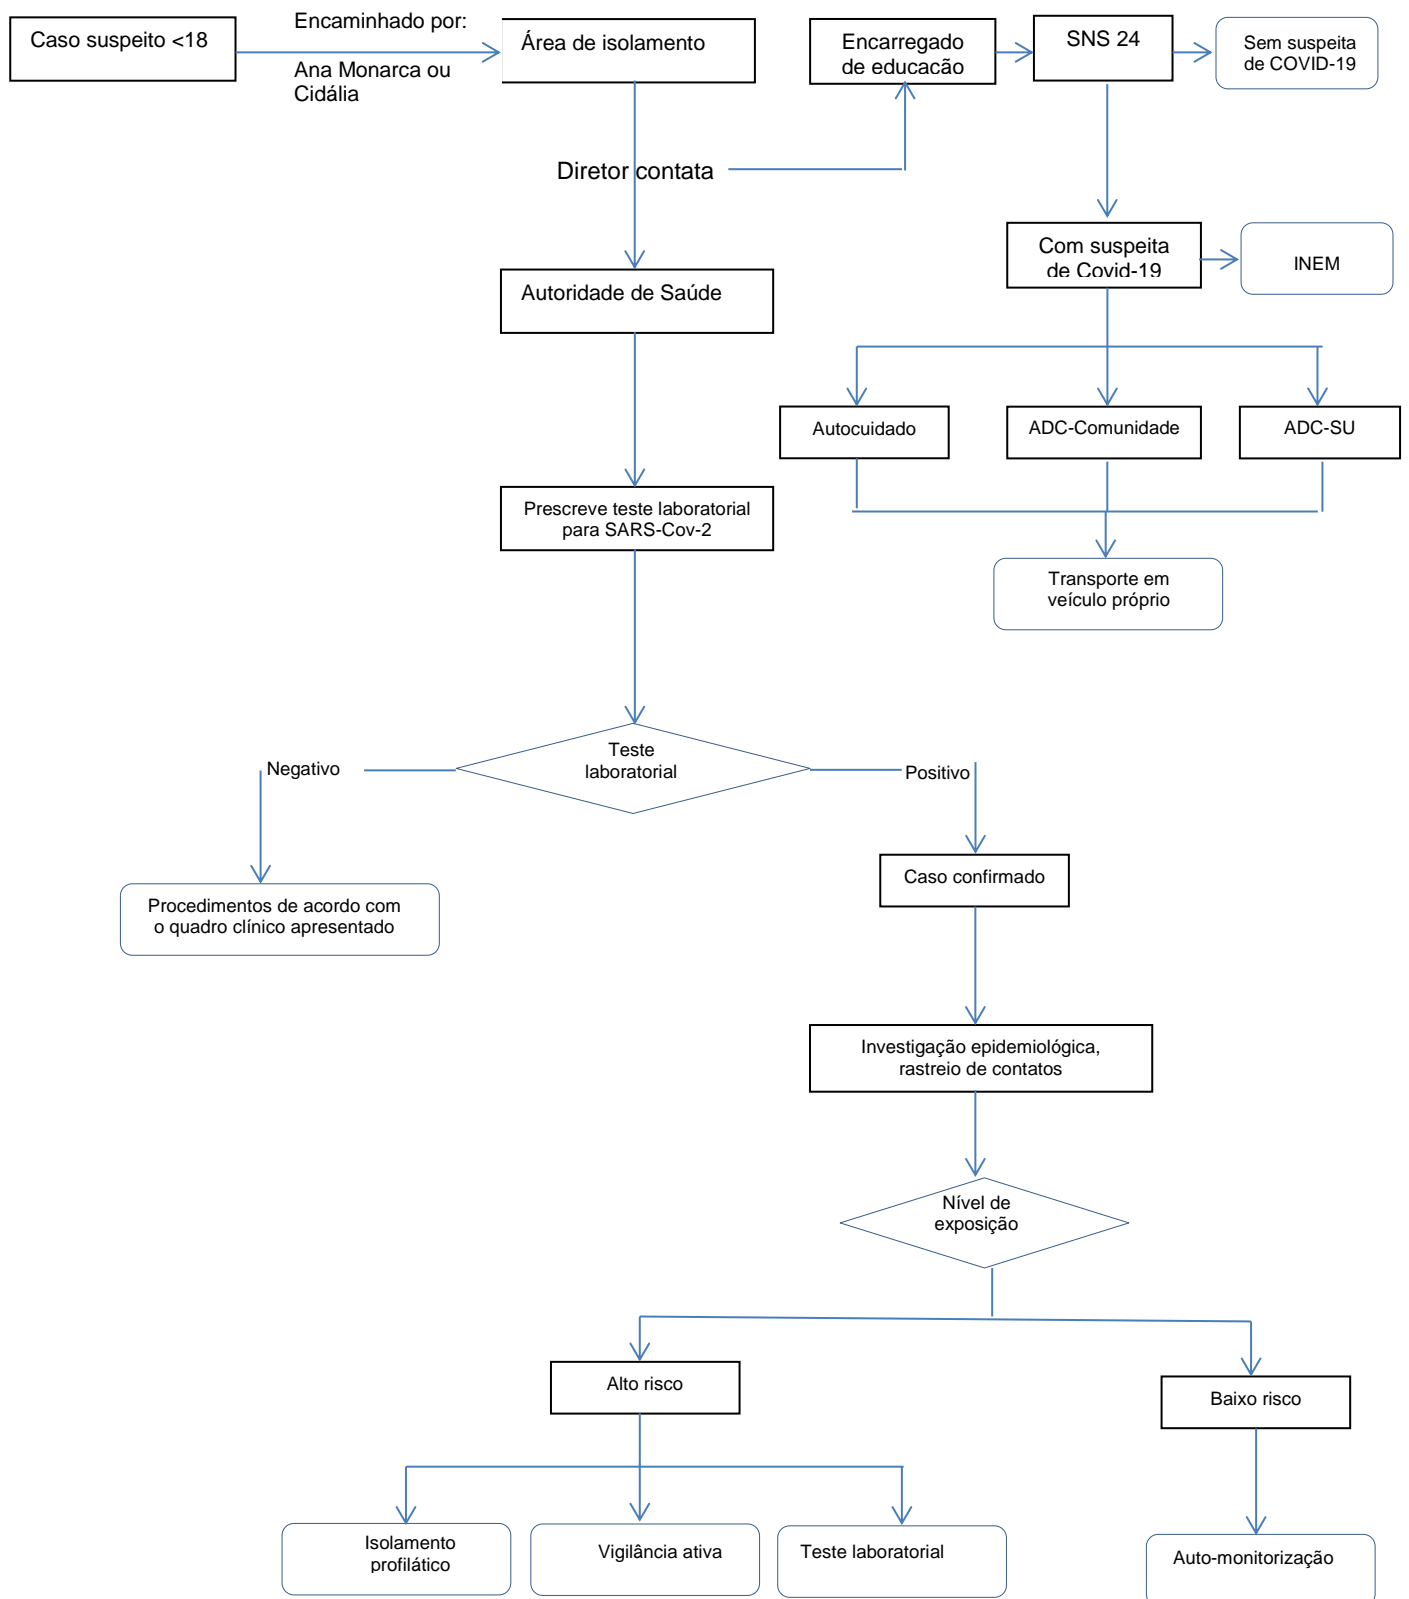 Caso suspeito <18
Encaminhado por:
Ana Monarca ou
Cidália
Área de isolamento
Encarregado
de educacão
SNS 24
Sem suspeita
de COVID-19
Diretor contata
Com suspeita
de Covid-19
INEM
Autoridade de Saúde
Autocuidado
ADC-Comunidade
ADC-SU
Prescreve teste laboratorial
para SARS-Cov-2
Transporte em
veículo próprio
Teste
laboratorial
Negativo
Positivo
Procedimentos de acordo com
o quadro clínico apresentado
Caso confirmado
Investigação epidemiológica,
rastreio de contatos
Nível de
exposição
Alto risco
Baixo risco
Isolamento
profilático
Vigilância ativa
Teste laboratorial
Auto-monitorização